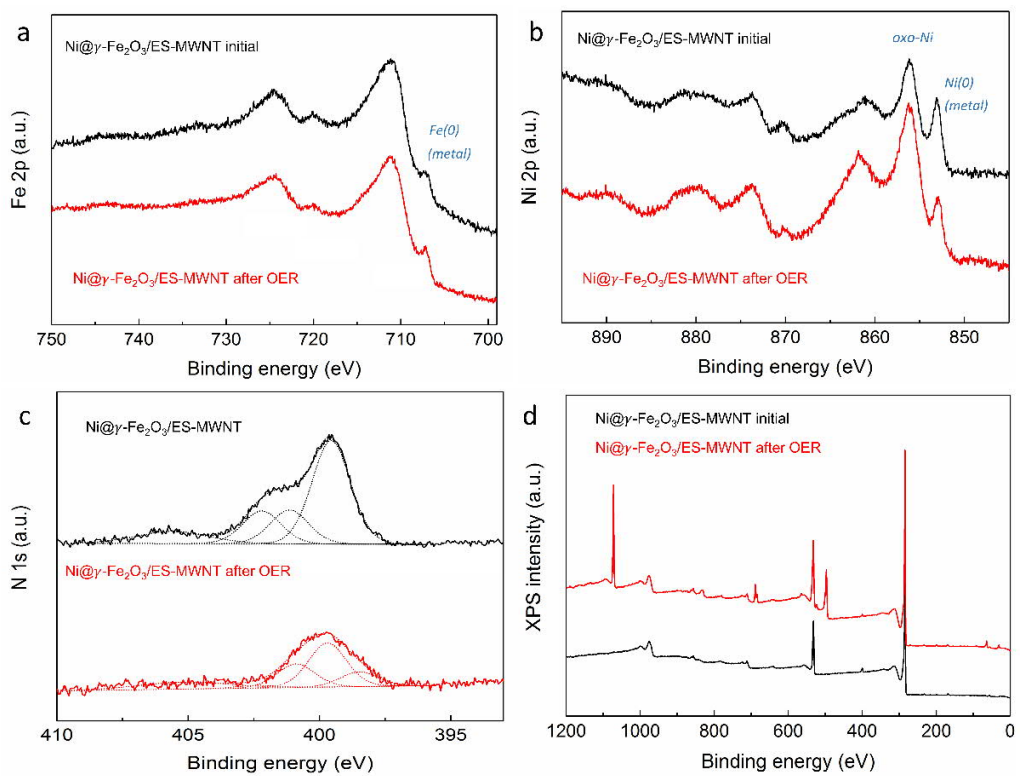 a
Ni@γ-Fe₂O₃/ES-MWNT initial
Fe(0)
(metal)
Ni@γ-Fe₂O₃/ES-MWNT after OER
Fe 2p (a.u.)
750 740 730 720 710 700
Binding energy (eV)
b
Ni@γ-Fe₂O₃/ES-MWNT initial
oxo-Ni
Ni(0)
(metal)
Ni@γ-Fe₂O₃/ES-MWNT after OER
Ni 2p (a.u.)
890 880 870 860 850
Binding energy (eV)
c
Ni@γ-Fe₂O₃/ES-MWNT
Ni@γ-Fe₂O₃/ES-MWNT after OER
N 1s (a.u.)
410 405 400 395
Binding energy (eV)
d
Ni@γ-Fe₂O₃/ES-MWNT initial
Ni@γ-Fe₂O₃/ES-MWNT after OER
XPS intensity (a.u.)
1200 1000 800 600 400 200 0
Binding energy (eV)